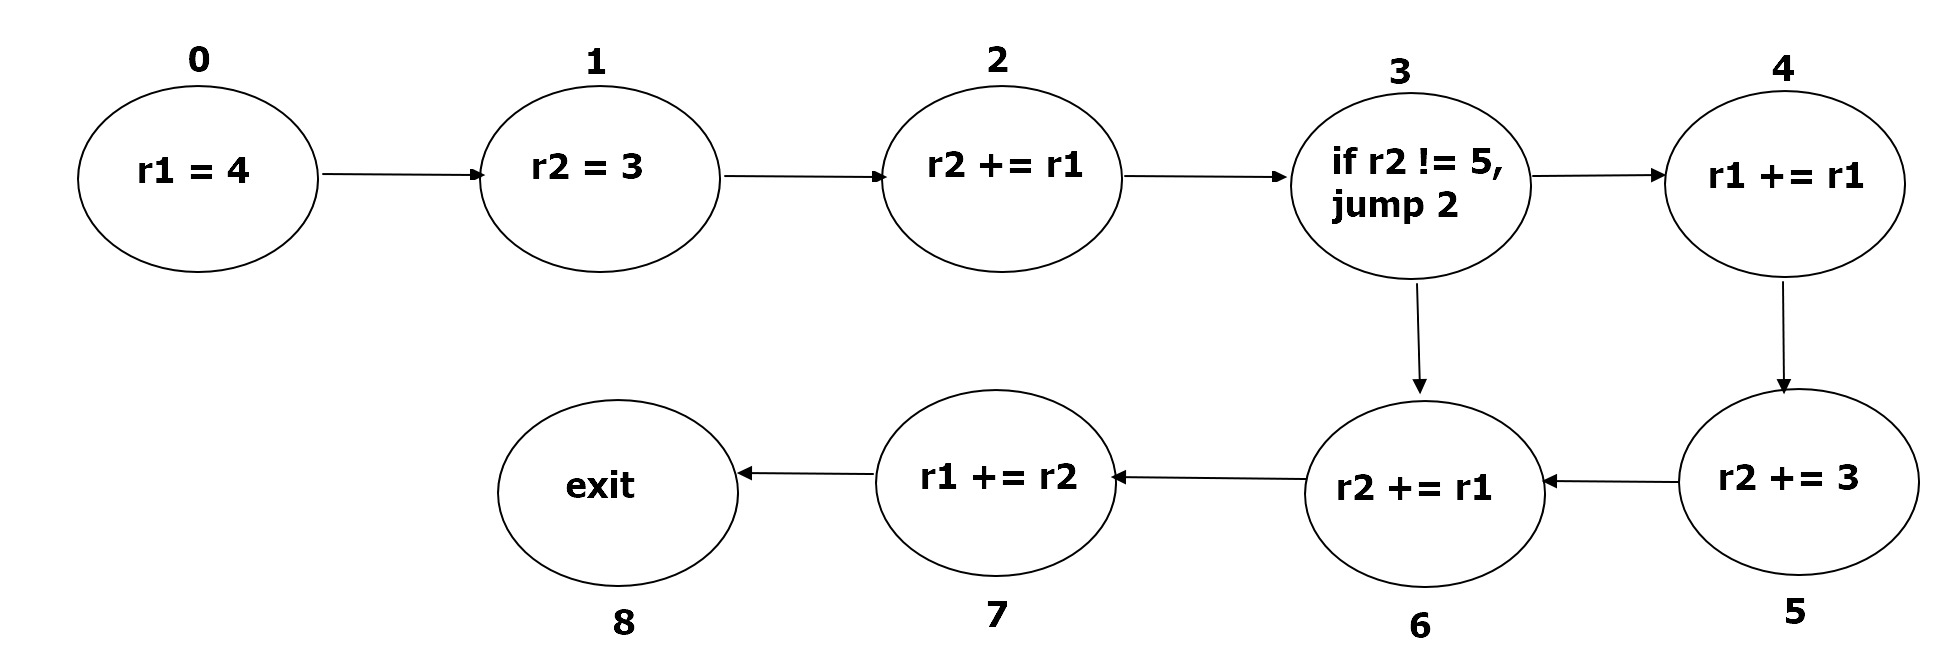 0
1
2
3
4
r1 = 4
r2 = 3
r2 += r1
if r2 != 5,
jump 2
r1 += r1
exit
r1 += r2
r2 += r1
r2 += 3
8
7
6
5